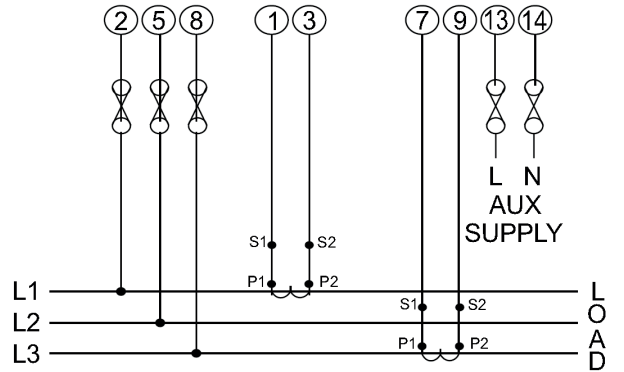 2 5 8 1 3 7 9 13 14
L N
AUX
SUPPLY
S1 S2
P1 P2
L1 L
S1 S2
L2 O
P1 P2 A
L3 D